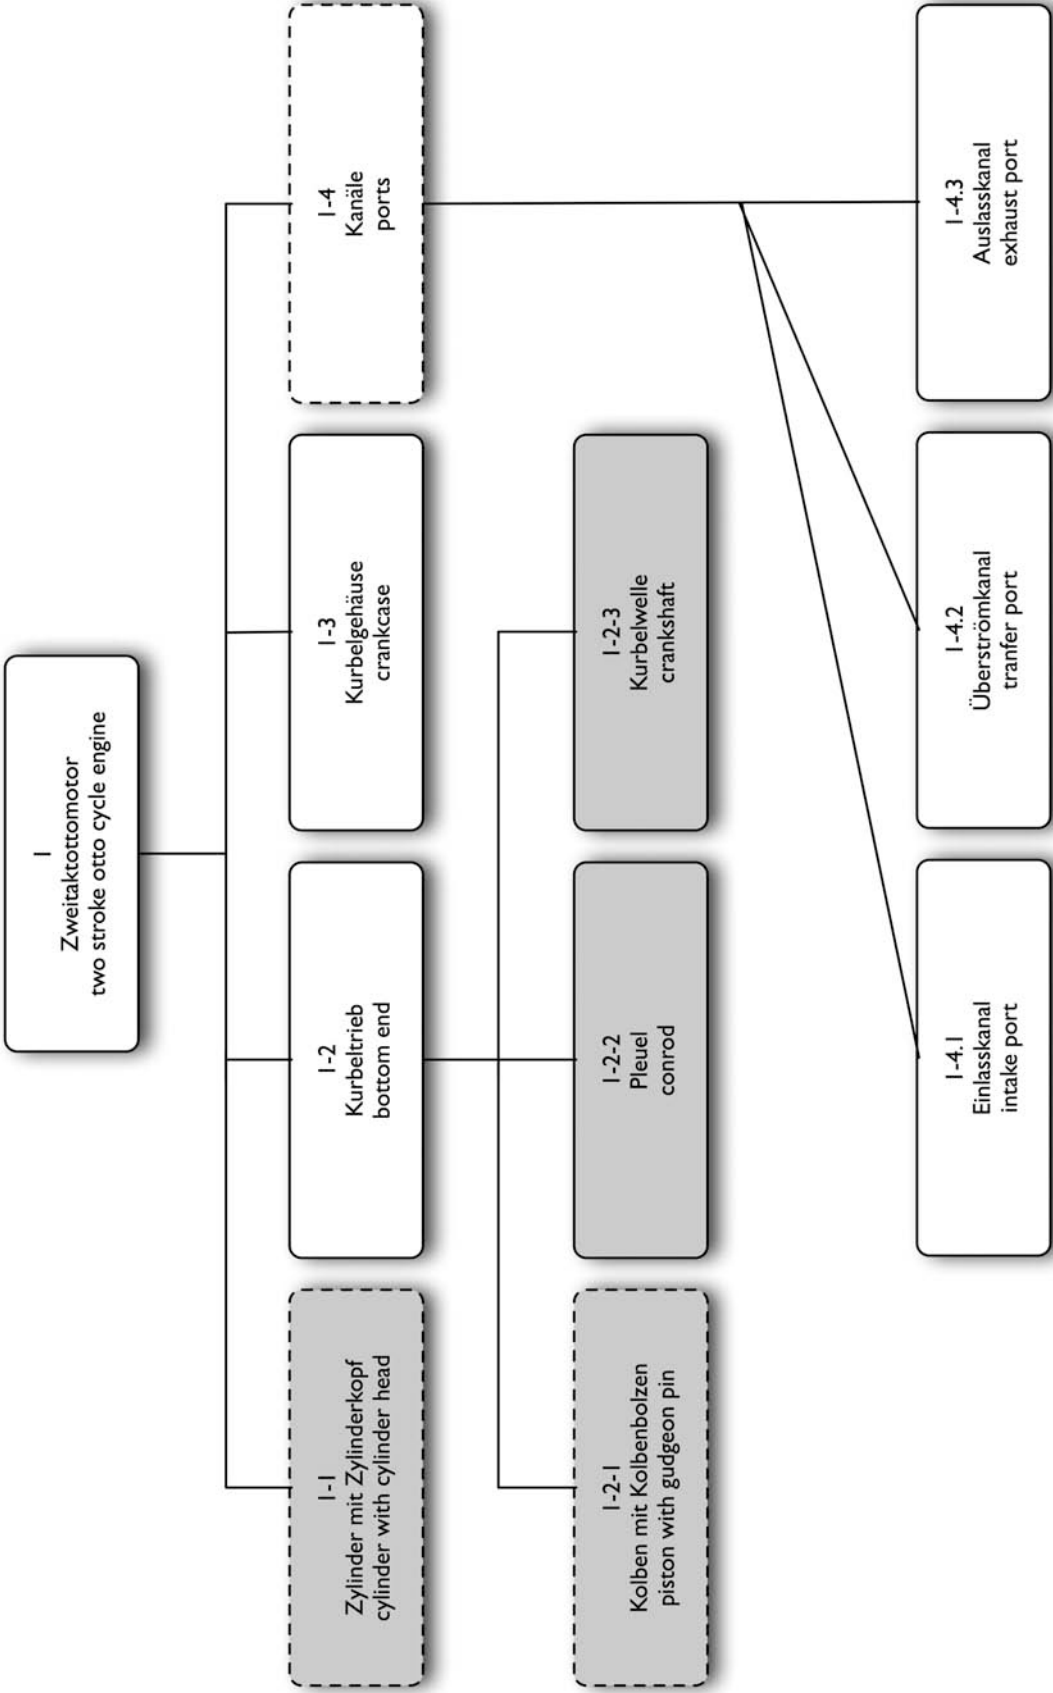 1
Zweitaktottomotor
two stroke otto cycle engine
1-1
Zylinder mit Zylinderkopf
cylinder with cylinder head
1-2
Kurbeltrieb
bottom end
1-3
Kurbelgehäuse
crankcase
1-4
Kanäle
ports
1-2-1
Kolben mit Kolbenbolzen
piston with gudgeon pin
1-2-2
Pleuel
conrod
1-2-3
Kurbelwelle
crankshaft
1-4.1
Einlasskanal
intake port
1-4.2
Überströmkanal
tranfer port
1-4.3
Auslasskanal
exhaust port